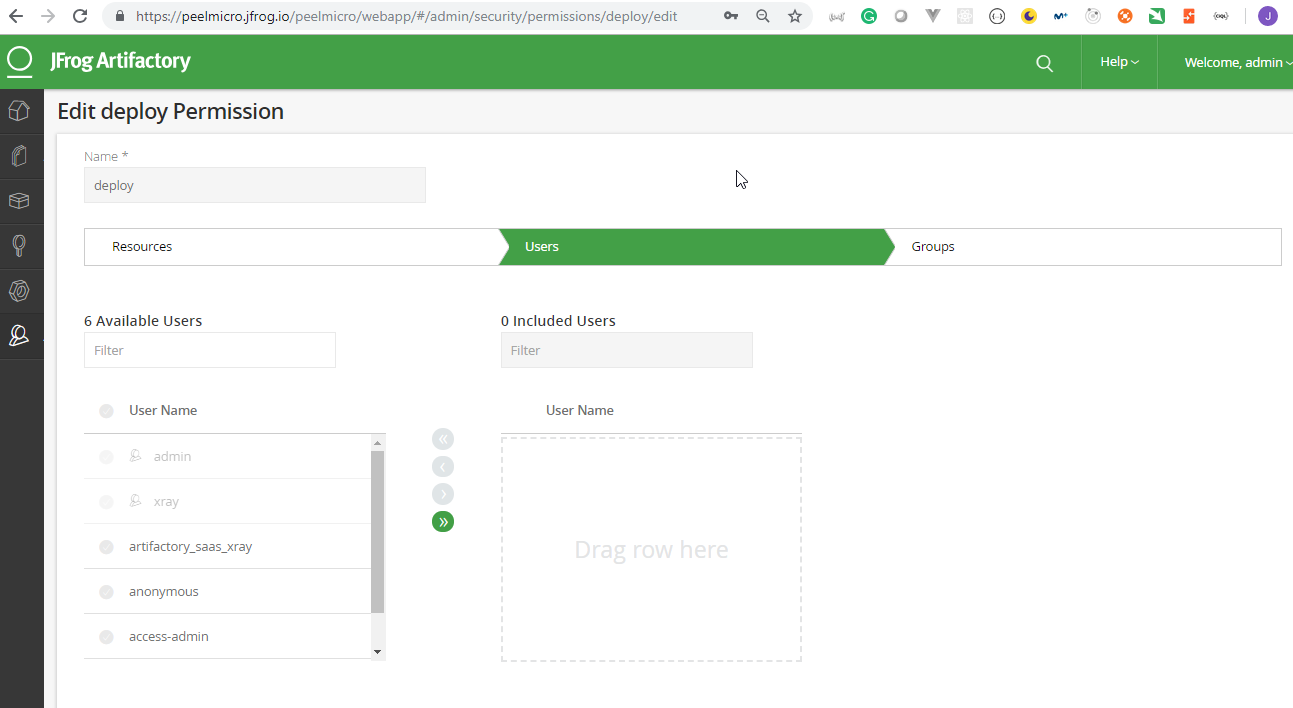 https://peelmicro.jfrog.io/peelmicro/webapp/#/admin/security/permissions/deploy/edit
J
JFrog Artifactory
Help
Welcome, admin
Edit deploy Permission
Name *
deploy
Resources
Users
Groups
6 Available Users
0 Included Users
Filter
Filter
User Name
User Name
admin
xray
artifactory_saas_xray
anonymous
access-admin
Drag row here